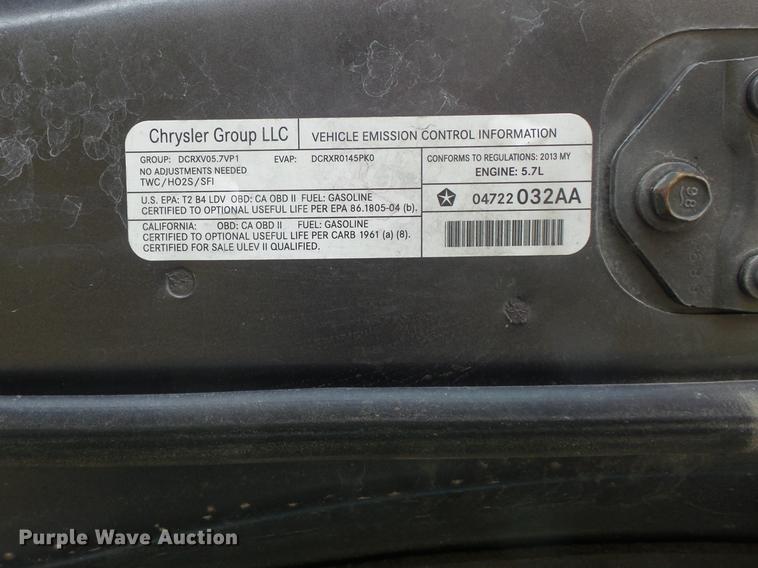 Chrysler Group LLC
VEHICLE EMISSION CONTROL INFORMATION
GROUP: DCRXV05.7VP1 EVAP: DCRXR0145PK0
NO ADJUSTMENTS NEEDED
TWC/HO2S/SFI
CONFORMS TO REGULATIONS: 2013 MY
ENGINE: 5.7L
U.S. EPA: T2 B4 LDV OBD: CA OBD II FUEL: GASOLINE
CERTIFIED TO OPTIONAL USEFUL LIFE PER EPA 86.1805-04 (b).
04722 032AA
CALIFORNIA: OBD: CA OBD II FUEL: GASOLINE
CERTIFIED TO OPTIONAL USEFUL LIFE PER CARB 1961 (a) (8).
CERTIFIED FOR SALE ULEV II QUALIFIED.
98
Purple Wave Auction